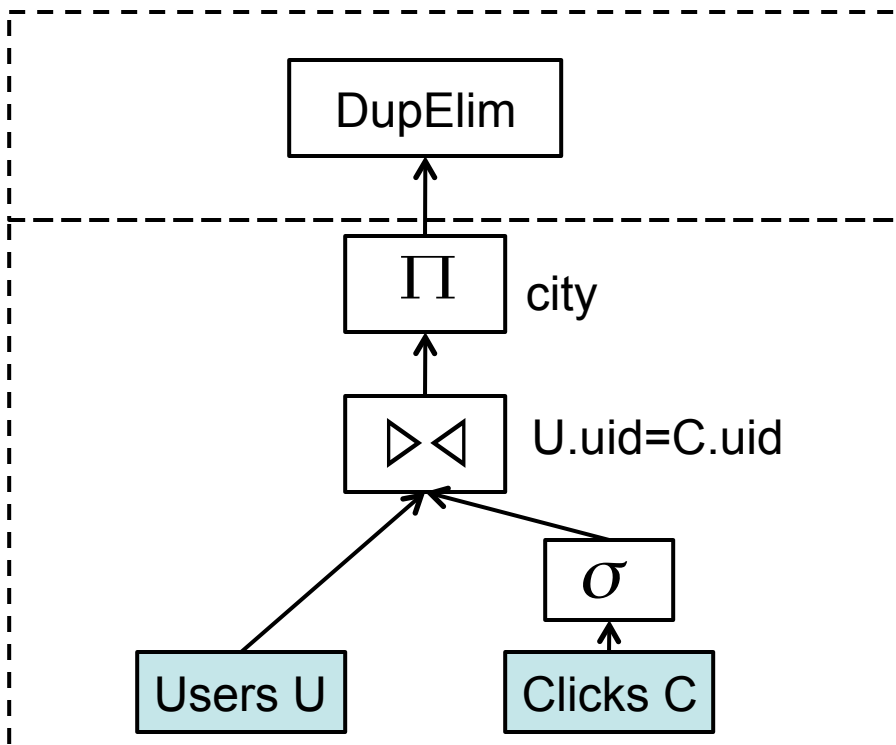 DupElim
Π
city
⋈
U.uid=C.uid
σ
Users U
Clicks C